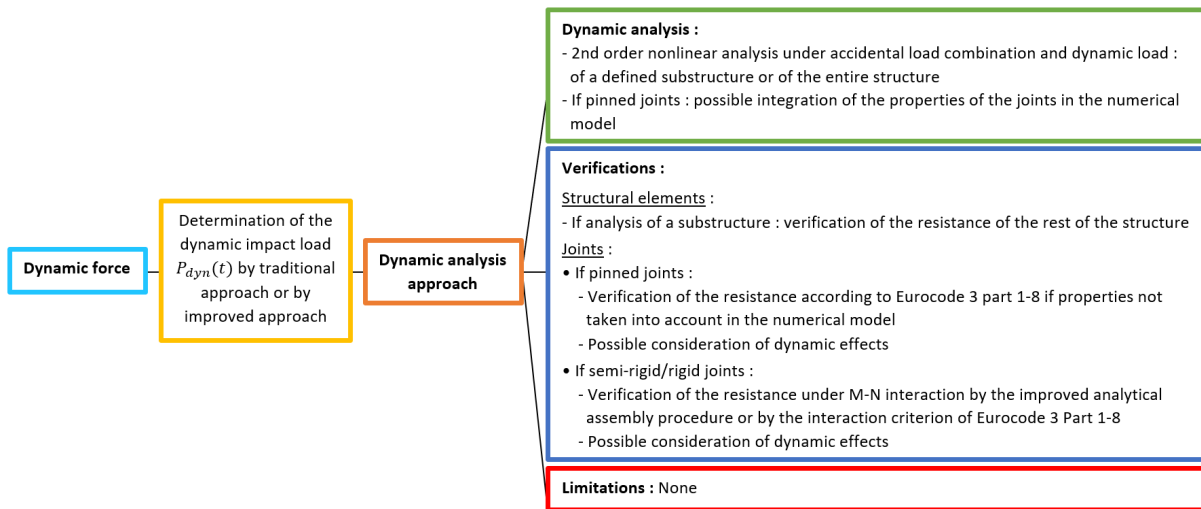 Dynamic force
Determination of the
dynamic impact load
P_dyn(t) by traditional
approach or by
improved approach
Dynamic analysis
approach
Dynamic analysis :
- 2nd order nonlinear analysis under accidental load combination and dynamic load :
of a defined substructure or of the entire structure
- If pinned joints : possible integration of the properties of the joints in the numerical
model
Verifications :
Structural elements :
- If analysis of a substructure : verification of the resistance of the rest of the structure
Joints :
• If pinned joints :
- Verification of the resistance according to Eurocode 3 part 1-8 if properties not
taken into account in the numerical model
- Possible consideration of dynamic effects
• If semi-rigid/rigid joints :
- Verification of the resistance under M-N interaction by the improved analytical
assembly procedure or by the interaction criterion of Eurocode 3 Part 1-8
- Possible consideration of dynamic effects
Limitations : None